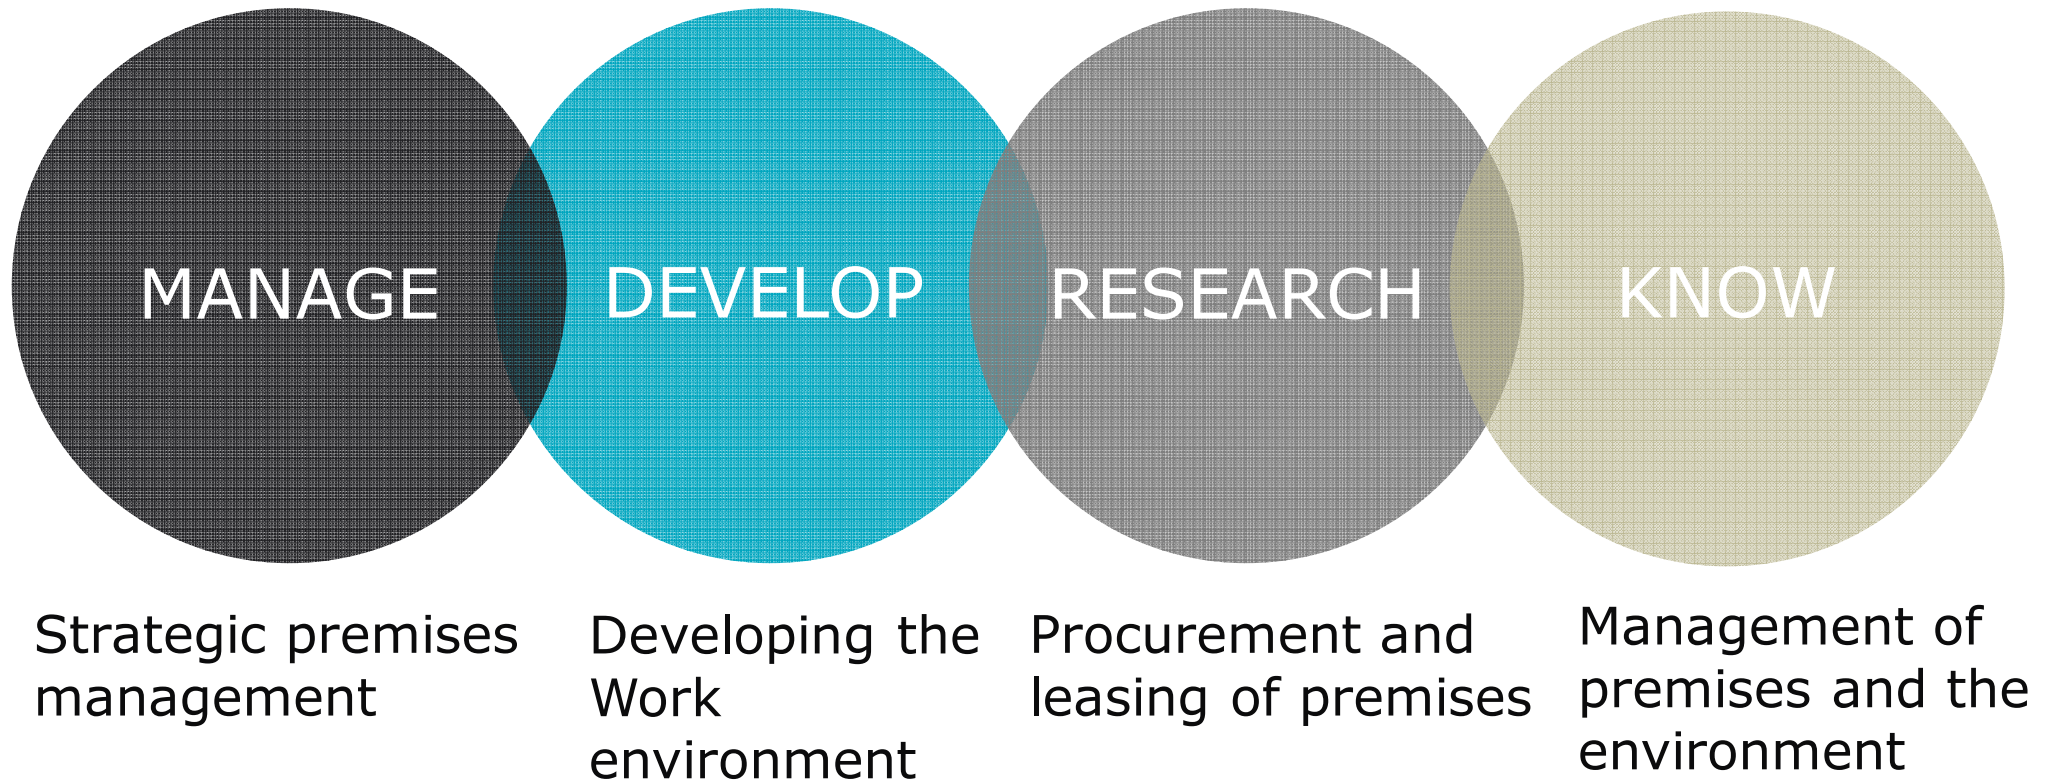 MANAGE
DEVELOP
RESEARCH
KNOW
Strategic premises
management
Developing the
Work
environment
Procurement and
leasing of premises
Management of
premises and the
environment